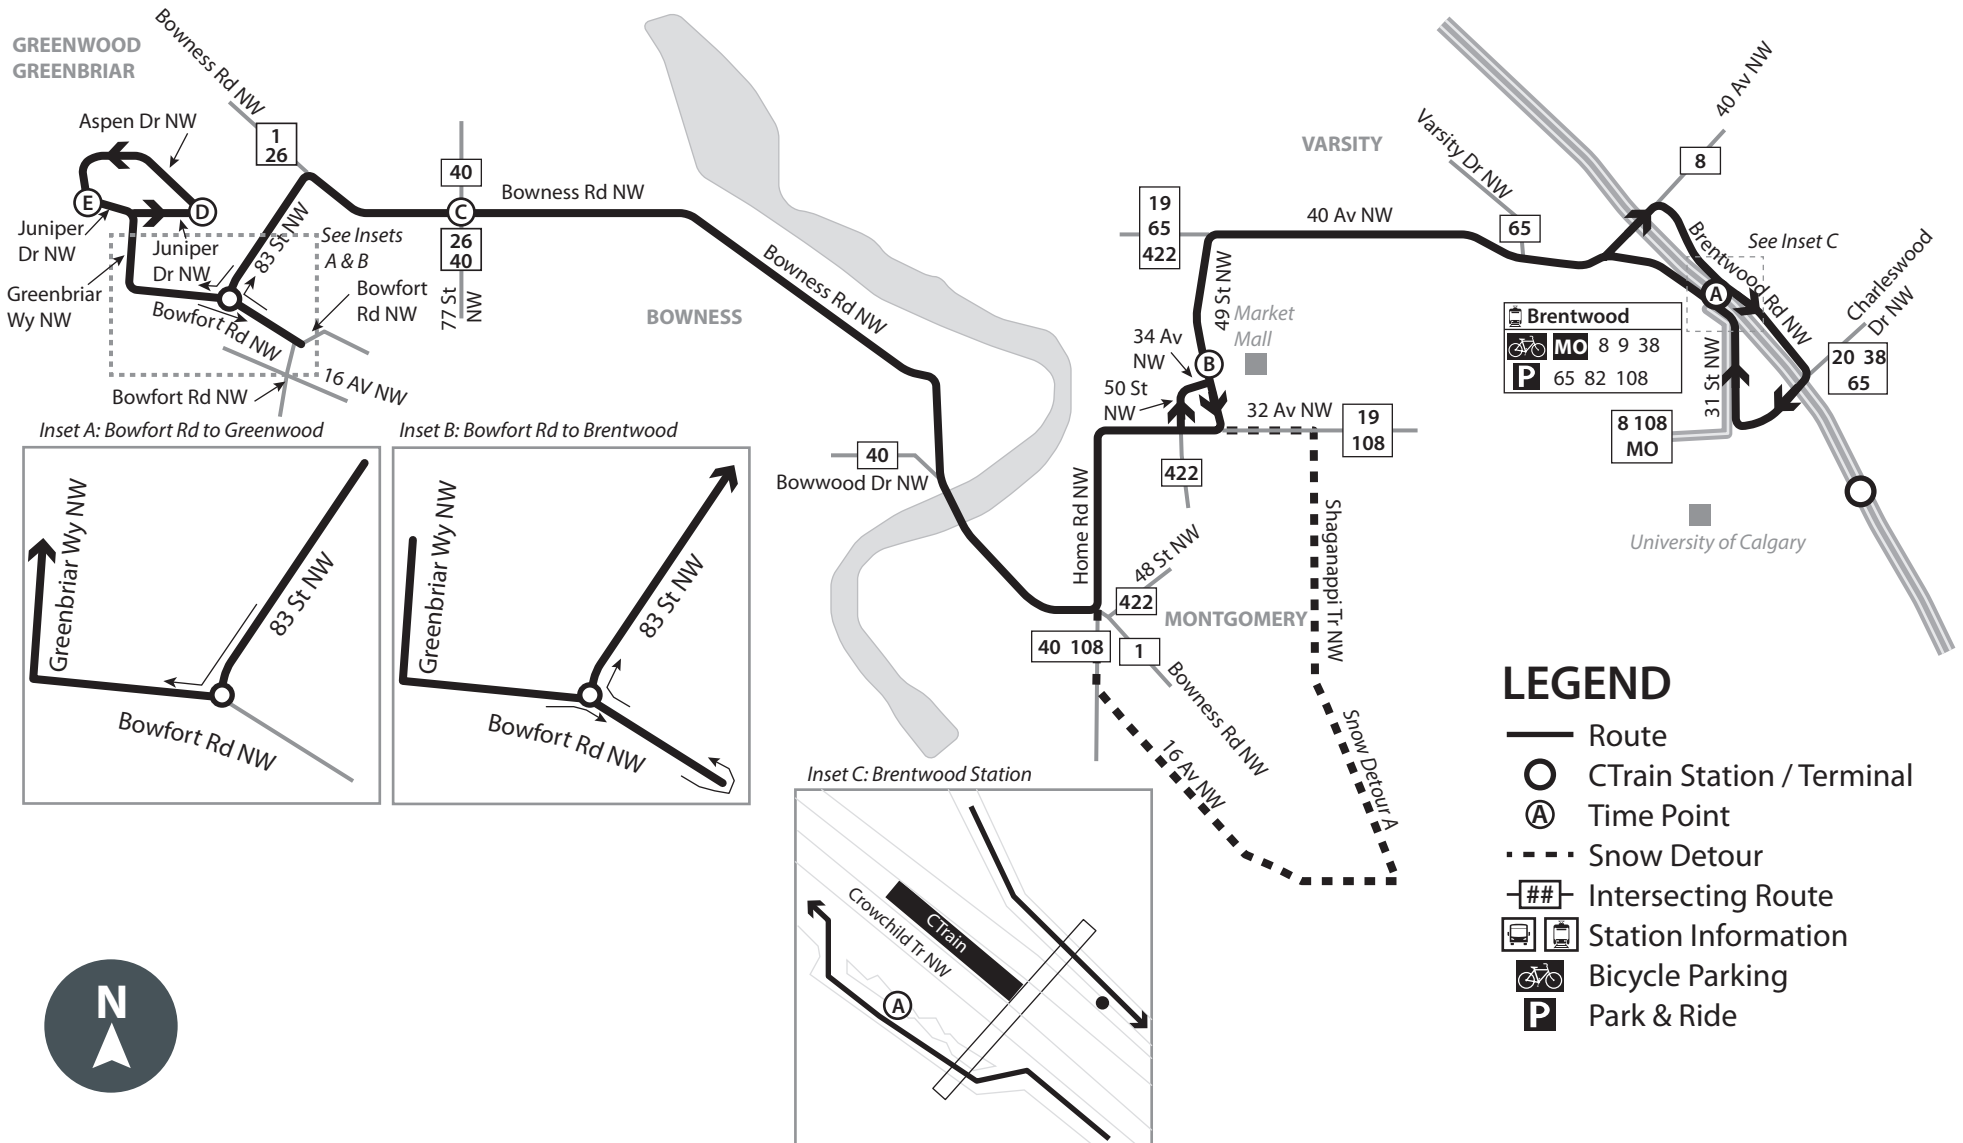 GREENWOOD
GREENBRIAR
Bowness Rd NW
Aspen Dr NW
1
26
E
D
Juniper
Dr NW
Juniper
Dr NW
83 St NW
See Insets
A & B
Greenbriar
Wy NW
Bowfort
Rd NW
Bowfort Rd NW
16 AV NW
Bowfort Rd NW
40
C
Bowness Rd NW
26
40
77 St
NW
BOWNESS
Bowness Rd NW
40
Bowwood Dr NW
VARSITY
19
65
422
40 Av NW
49 St NW
Market
Mall
34 Av
NW
B
50 St
NW
32 Av NW
19
108
422
Home Rd NW
48 St NW
422
MONTGOMERY
40 108
1
Bowness Rd NW
16 Av NW
Shaganappi Tr NW
Snow Detour A
Varsity Dr NW
65
40 Av NW
8
Brentwood Rd NW
See Inset C
A
Charleswood
Dr NW
20 38
65
Brentwood
MO 8 9 38
P 65 82 108
31 St NW
8 108
MO
University of Calgary
Inset A: Bowfort Rd to Greenwood
Greenbriar Wy NW
83 St NW
Bowfort Rd NW
Inset B: Bowfort Rd to Brentwood
Greenbriar Wy NW
83 St NW
Bowfort Rd NW
Inset C: Brentwood Station
CTrain
Crowchild Tr NW
A
LEGEND
Route
CTrain Station / Terminal
A Time Point
Snow Detour
## Intersecting Route
Station Information
Bicycle Parking
P Park & Ride
N